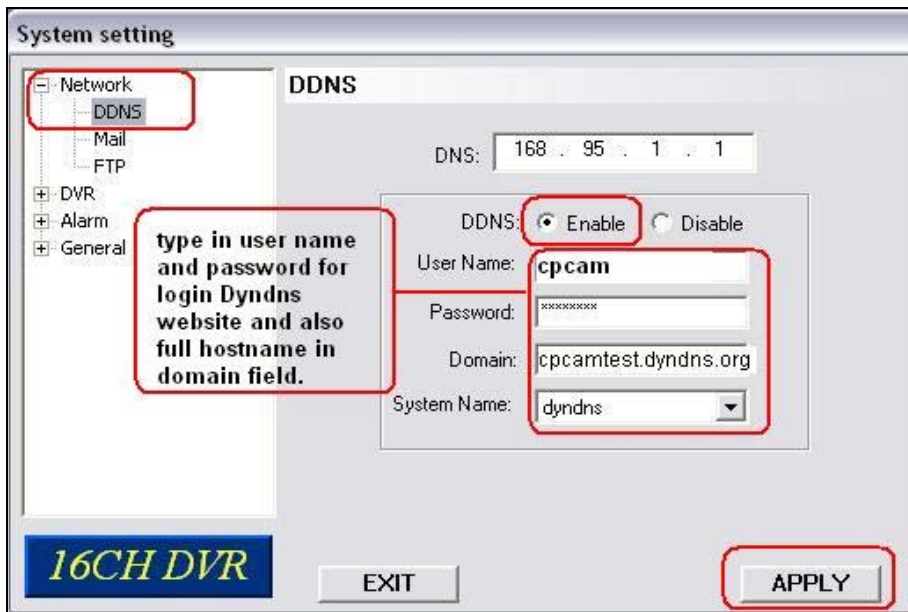 System setting
Network
DDNS
Mail
FTP
DVR
Alarm
General
DDNS
DNS: 168 . 95 . 1 . 1
DDNS: Enable Disable
User Name: cpcam
Password: ********
Domain: cpcamtest.dyndns.org
System Name: dyndns
type in user name
and password for
login Dyndns
website and also
full hostname in
domain field.
16CH DVR
EXIT
APPLY